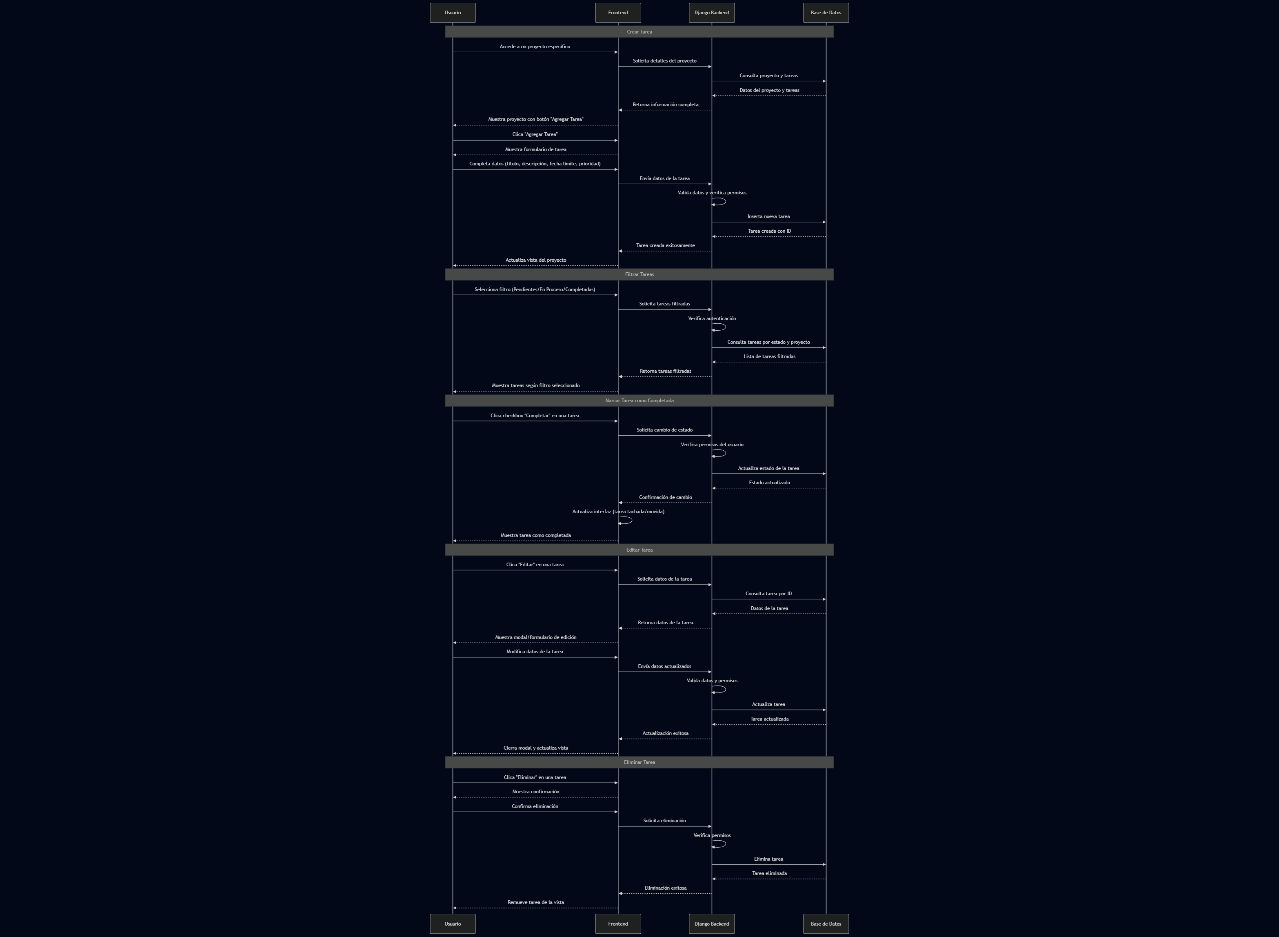 Usuario
Frontend
Django Backend
Base de Datos
Crear Tarea
Accede a un proyecto específico
Solicita detalles del proyecto
Consulta proyecto y tareas
Datos del proyecto y tareas
Retorna información completa
Muestra proyecto con botón "Agregar Tarea"
Clica "Agregar Tarea"
Muestra formulario de tarea
Completa datos (título, descripción, fecha límite, prioridad)
Envía datos de la tarea
Valida datos y verifica permisos
Inserta nueva tarea
Tarea creada con ID
Tarea creada exitosamente
Actualiza vista del proyecto
Filtrar Tareas
Selecciona filtro (Pendientes/En Proceso/Completadas)
Solicita tareas filtradas
Verifica autenticación
Consulta tareas por estado y proyecto
Lista de tareas filtradas
Retorna tareas filtradas
Muestra tareas según filtro seleccionado
Marcar Tarea como Completada
Clica checkbox "Completar" en una tarea
Solicita cambio de estado
Verifica permisos del usuario
Actualiza estado de la tarea
Estado actualizado
Confirmación de cambio
Actualiza interfaz (tarea tachada/movida)
Muestra tarea como completada
Editar Tarea
Clica "Editar" en una tarea
Solicita datos de la tarea
Consulta tarea por ID
Datos de la tarea
Retorna datos de la tarea
Muestra modal/formulario de edición
Modifica datos de la tarea
Envía datos actualizados
Valida datos y permisos
Actualiza tarea
Tarea actualizada
Actualización exitosa
Cierra modal y actualiza vista
Eliminar Tarea
Clica "Eliminar" en una tarea
Muestra confirmación
Confirma eliminación
Solicita eliminación
Verifica permisos
Elimina tarea
Tarea eliminada
Eliminación exitosa
Remueve tarea de la vista
Usuario
Frontend
Django Backend
Base de Datos